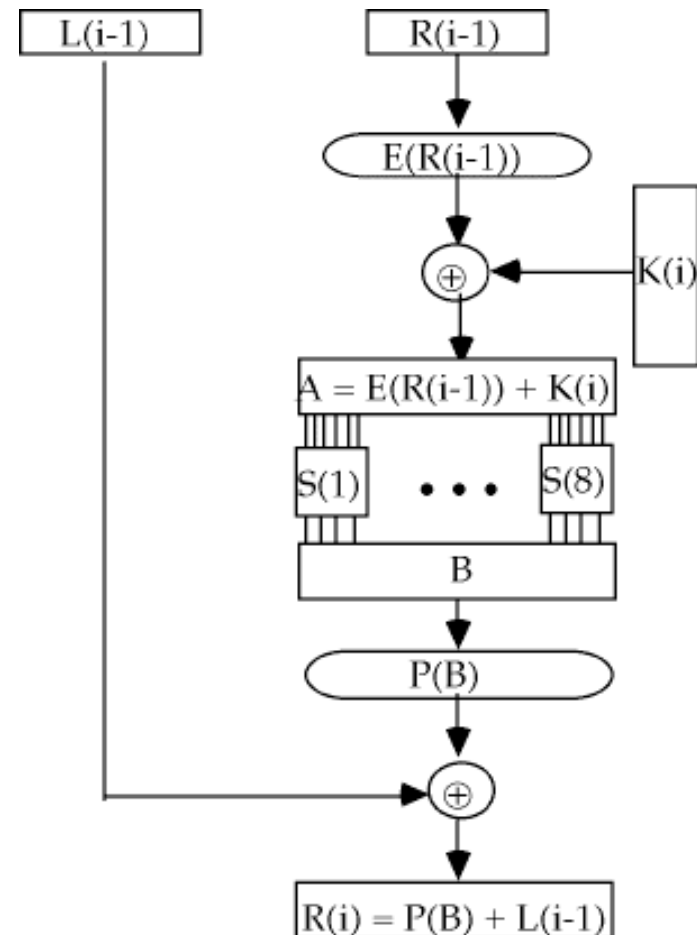 L(i-1)
R(i-1)
E(R(i-1))
⊕
K(i)
A = E(R(i-1)) + K(i)
S(1)
• • •
S(8)
B
P(B)
⊕
R(i) = P(B) + L(i-1)